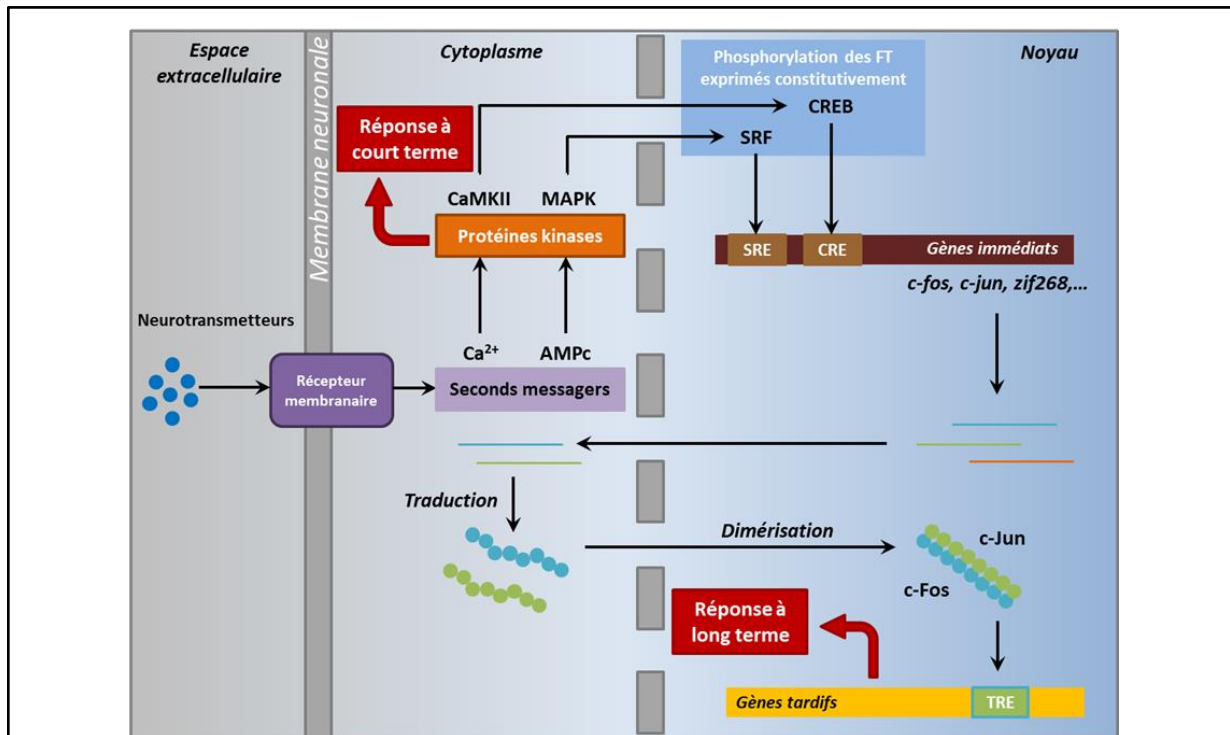 Espace
extracellulaire
Membrane neuronale
Cytoplasme
Noyau
Phosphorylation des FT
exprimés constitutivement
CREB
SRF
Réponse à
court terme
CaMKII
MAPK
Protéines kinases
SRE
CRE
Gènes immédiats
c-fos, c-jun, zif268,...
Neurotransmetteurs
Récepteur
membranaire
Ca²⁺
AMPc
Seconds messagers
Traduction
Dimérisation
c-Jun
c-Fos
Réponse à
long terme
Gènes tardifs
TRE